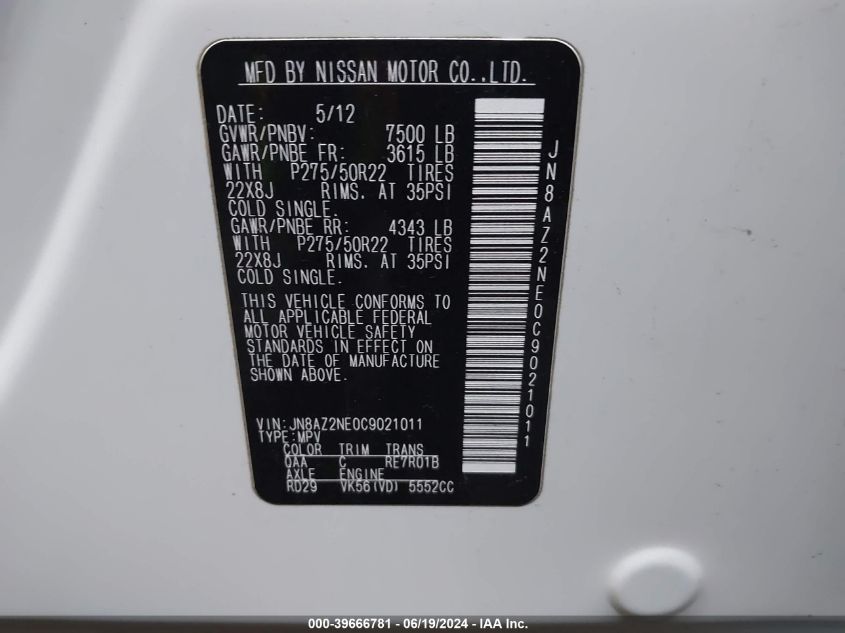 MFD BY NISSAN MOTOR CO.,LTD.
DATE: 5/12
GVWR/PNBV: 7500 LB
GAWR/PNBE FR: 3615 LB
WITH P275/50R22 TIRES
22X8J RIMS. AT 35PSI
COLD SINGLE.
GAWR/PNBE RR: 4343 LB
WITH P275/50R22 TIRES
22X8J RIMS. AT 35PSI
COLD SINGLE.
THIS VEHICLE CONFORMS TO
ALL APPLICABLE FEDERAL
MOTOR VEHICLE SAFETY
STANDARDS IN EFFECT ON
THE DATE OF MANUFACTURE
SHOWN ABOVE.
VIN:JN8AZ2NE0C9021011
TYPE:MPV
COLOR TRIM TRANS
QAA C RE7R01B
AXLE ENGINE
RD29 VK56(VD) 5552CC
JN8AZ2NE0C9021011
000-39666781 - 06/19/2024 - IAA Inc.